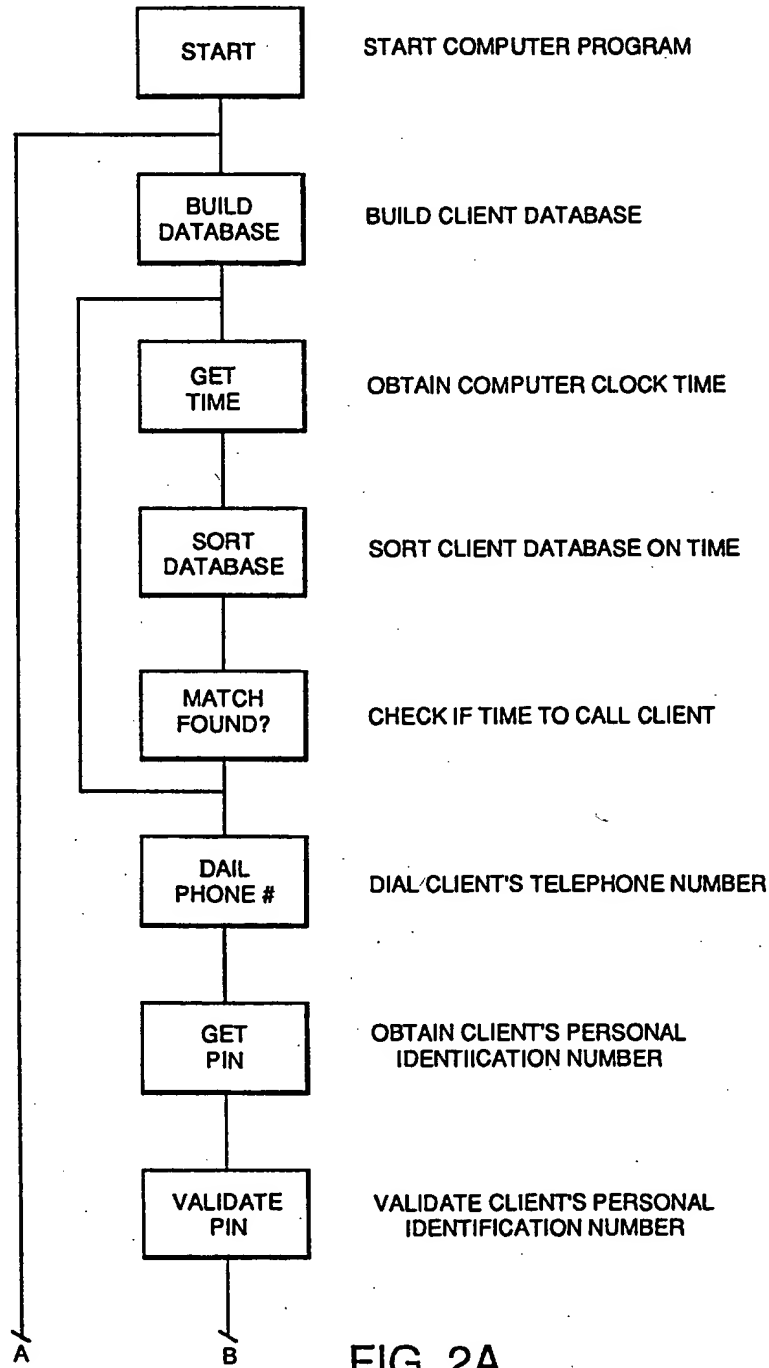 START
START COMPUTER PROGRAM
BUILD
DATABASE
BUILD CLIENT DATABASE
GET
TIME
OBTAIN COMPUTER CLOCK TIME
SORT
DATABASE
SORT CLIENT DATABASE ON TIME
MATCH
FOUND?
CHECK IF TIME TO CALL CLIENT
DAIL
PHONE #
DIAL CLIENT'S TELEPHONE NUMBER
GET
PIN
OBTAIN CLIENT'S PERSONAL
IDENTIICATION NUMBER
VALIDATE
PIN
VALIDATE CLIENT'S PERSONAL
IDENTIFICATION NUMBER
A
B
FIG. 2A